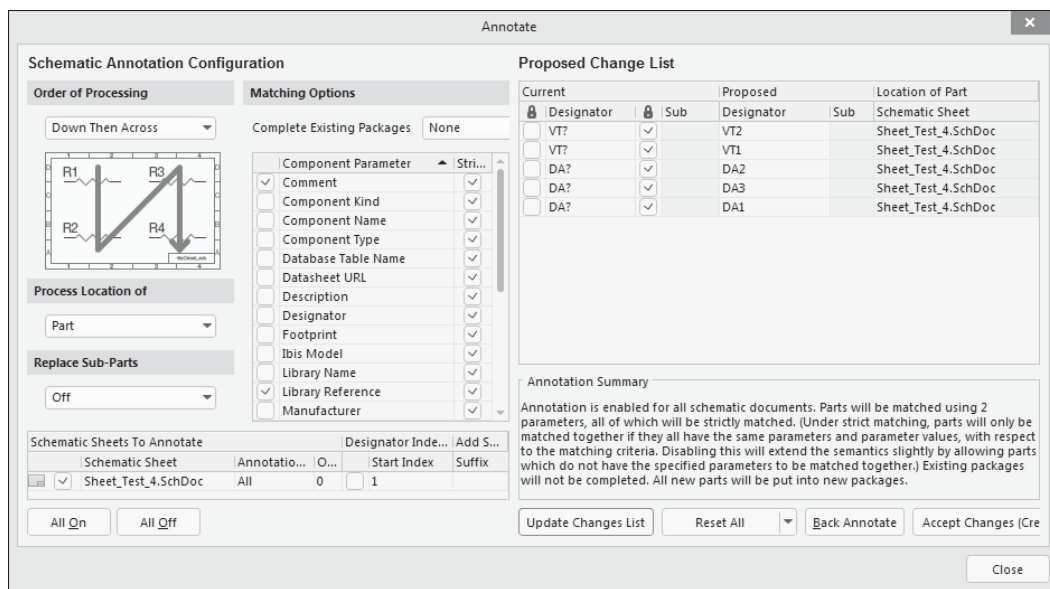 Annotate
Schematic Annotation Configuration
Order of Processing
Down Then Across
1 2 3 4
R1 R3
R2 R4
1 2 3 4
Process Location of
Part
Replace Sub-Parts
Off
Matching Options
Complete Existing Packages None
Component Parameter Stri...
Comment
Component Kind
Component Name
Component Type
Database Table Name
Datasheet URL
Description
Designator
Footprint
Ibis Model
Library Name
Library Reference
Manufacturer
Schematic Sheets To Annotate Designator Inde... Add S...
Schematic Sheet Annotatio... O... Start Index Suffix
Sheet_Test_4.SchDoc All 0 1
All On All Off
Proposed Change List
Current Proposed Location of Part
Designator Sub Designator Sub Schematic Sheet
VT? VT2 Sheet_Test_4.SchDoc
VT? VT1 Sheet_Test_4.SchDoc
DA? DA2 Sheet_Test_4.SchDoc
DA? DA3 Sheet_Test_4.SchDoc
DA? DA1 Sheet_Test_4.SchDoc
Annotation Summary
Annotation is enabled for all schematic documents. Parts will be matched using 2
parameters, all of which will be strictly matched. (Under strict matching, parts will only be
matched together if they all have the same parameters and parameter values, with respect
to the matching criteria. Disabling this will extend the semantics slightly by allowing parts
which do not have the specified parameters to be matched together.) Existing packages
will not be completed. All new parts will be put into new packages.
Update Changes List Reset All Back Annotate Accept Changes (Cre
Close